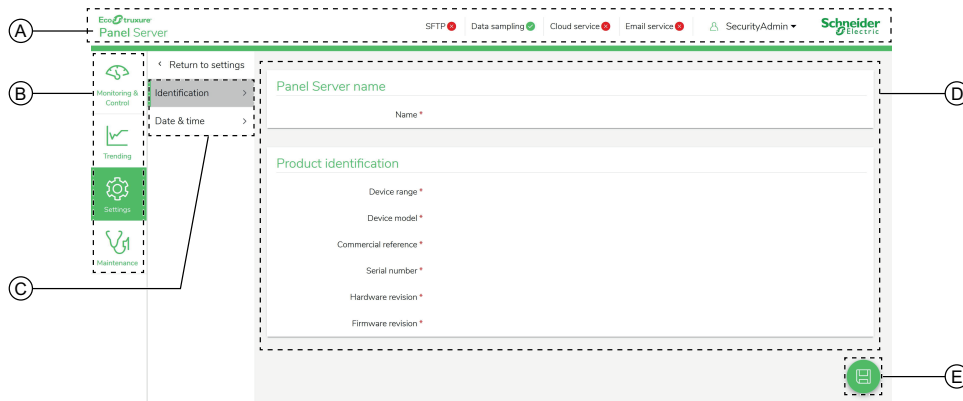 EcoStruxure
Panel Server
SFTP
Data sampling
Cloud service
Email service
SecurityAdmin
Schneider
Electric
A
B
C
D
E
Monitoring &
Control
Trending
Settings
Maintenance
Return to settings
Identification
Date & time
Panel Server name
Name *
Product identification
Device range *
Device model *
Commercial reference *
Serial number *
Hardware revision *
Firmware revision *